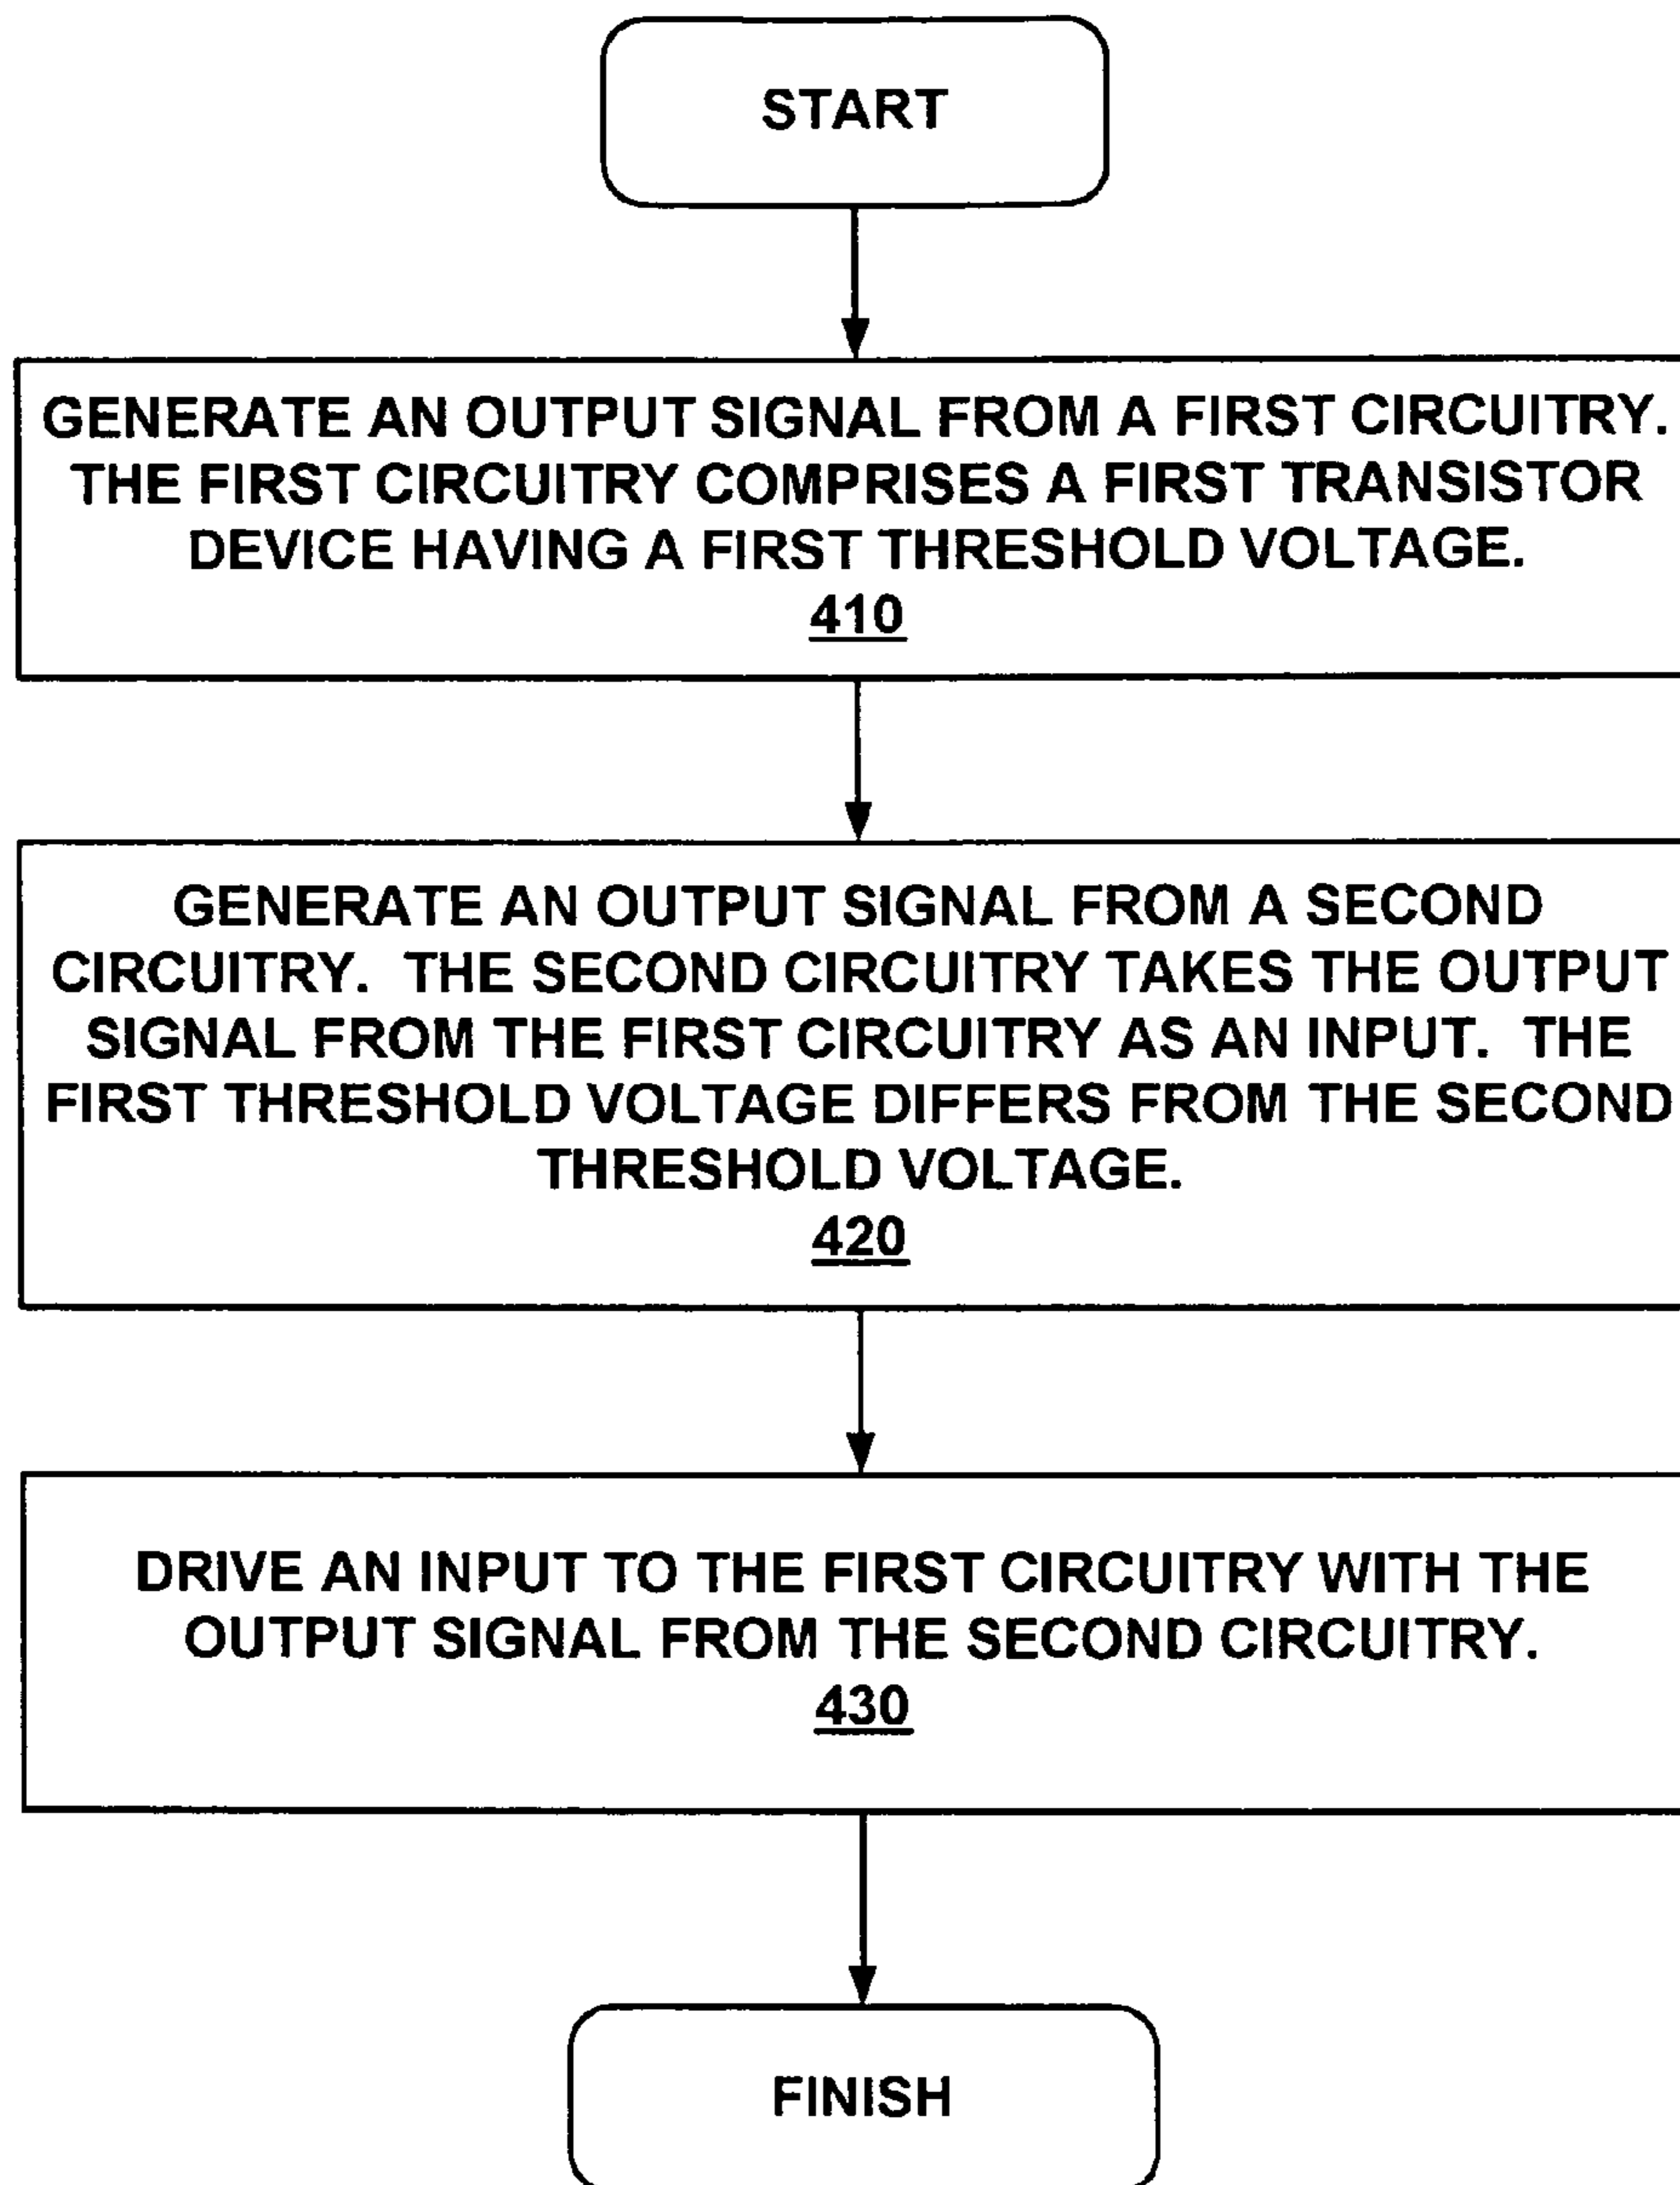 START
GENERATE AN OUTPUT SIGNAL FROM A FIRST CIRCUITRY.
THE FIRST CIRCUITRY COMPRISES A FIRST TRANSISTOR
DEVICE HAVING A FIRST THRESHOLD VOLTAGE.
410
GENERATE AN OUTPUT SIGNAL FROM A SECOND
CIRCUITRY. THE SECOND CIRCUITRY TAKES THE OUTPUT
SIGNAL FROM THE FIRST CIRCUITRY AS AN INPUT. THE
FIRST THRESHOLD VOLTAGE DIFFERS FROM THE SECOND
THRESHOLD VOLTAGE.
420
DRIVE AN INPUT TO THE FIRST CIRCUITRY WITH THE
OUTPUT SIGNAL FROM THE SECOND CIRCUITRY.
430
FINISH